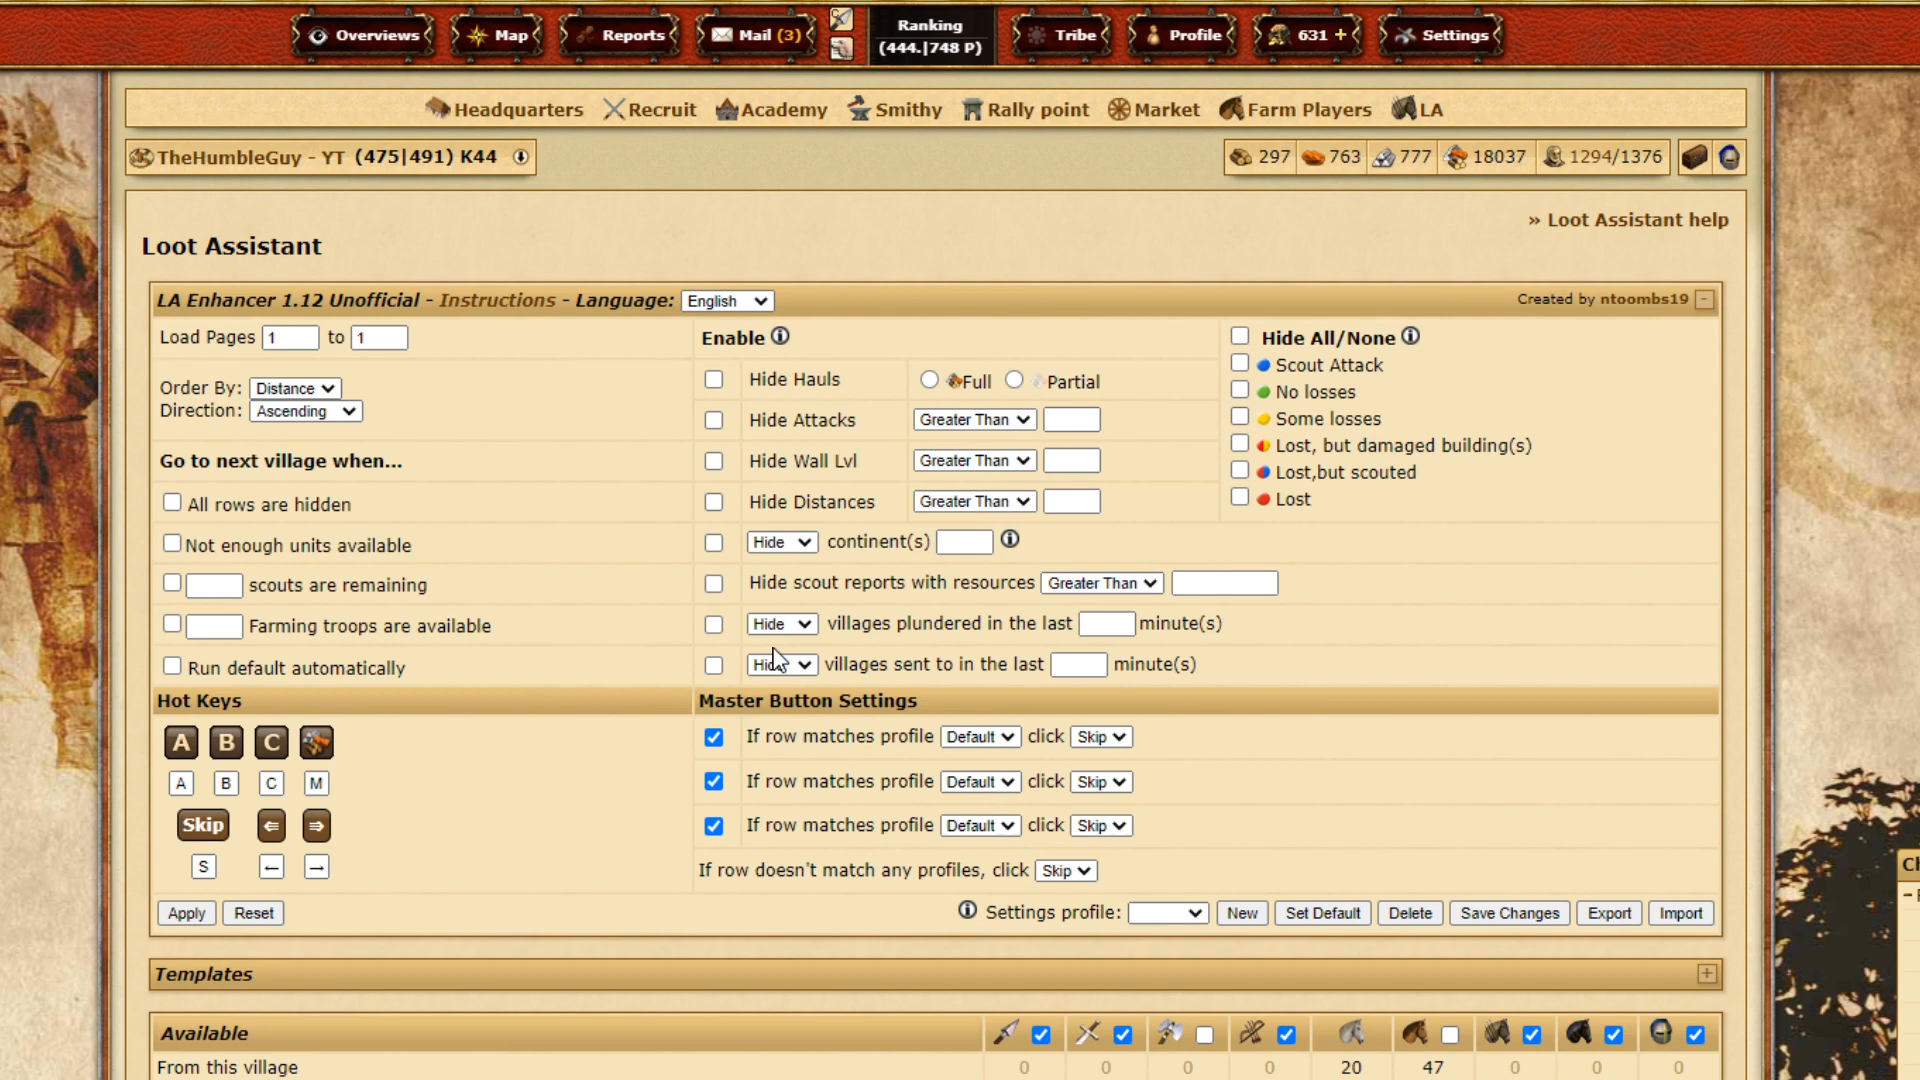 Overviews Map Reports Mail (3) Ranking (444.|748 P) Tribe Profile 631 + Settings
Headquarters Recruit Academy Smithy Rally point Market Farm Players LA
TheHumbleGuy - YT (475|491) K44 297 763 777 18037 1294/1376
» Loot Assistant help
Loot Assistant
LA Enhancer 1.12 Unofficial - Instructions - Language: English Created by ntoombs19 -
Load Pages 1 to 1
Order By: Distance
Direction: Ascending
Go to next village when...
All rows are hidden
Not enough units available
scouts are remaining
Farming troops are available
Run default automatically
Enable
Hide Hauls Full Partial
Hide Attacks Greater Than
Hide Wall Lvl Greater Than
Hide Distances Greater Than
Hide continent(s)
Hide scout reports with resources Greater Than
Hide villages plundered in the last minute(s)
Hide villages sent to in the last minute(s)
Hide All/None
Scout Attack
No losses
Some losses
Lost, but damaged building(s)
Lost,but scouted
Lost
Hot Keys
A B C
A B C M
Skip ⇐ ⇒
S ← →
Master Button Settings
If row matches profile Default click Skip
If row matches profile Default click Skip
If row matches profile Default click Skip
If row doesn't match any profiles, click Skip
Apply Reset Settings profile: New Set Default Delete Save Changes Export Import
Templates +
Available
From this village 0 0 0 0 20 47 0 0 0